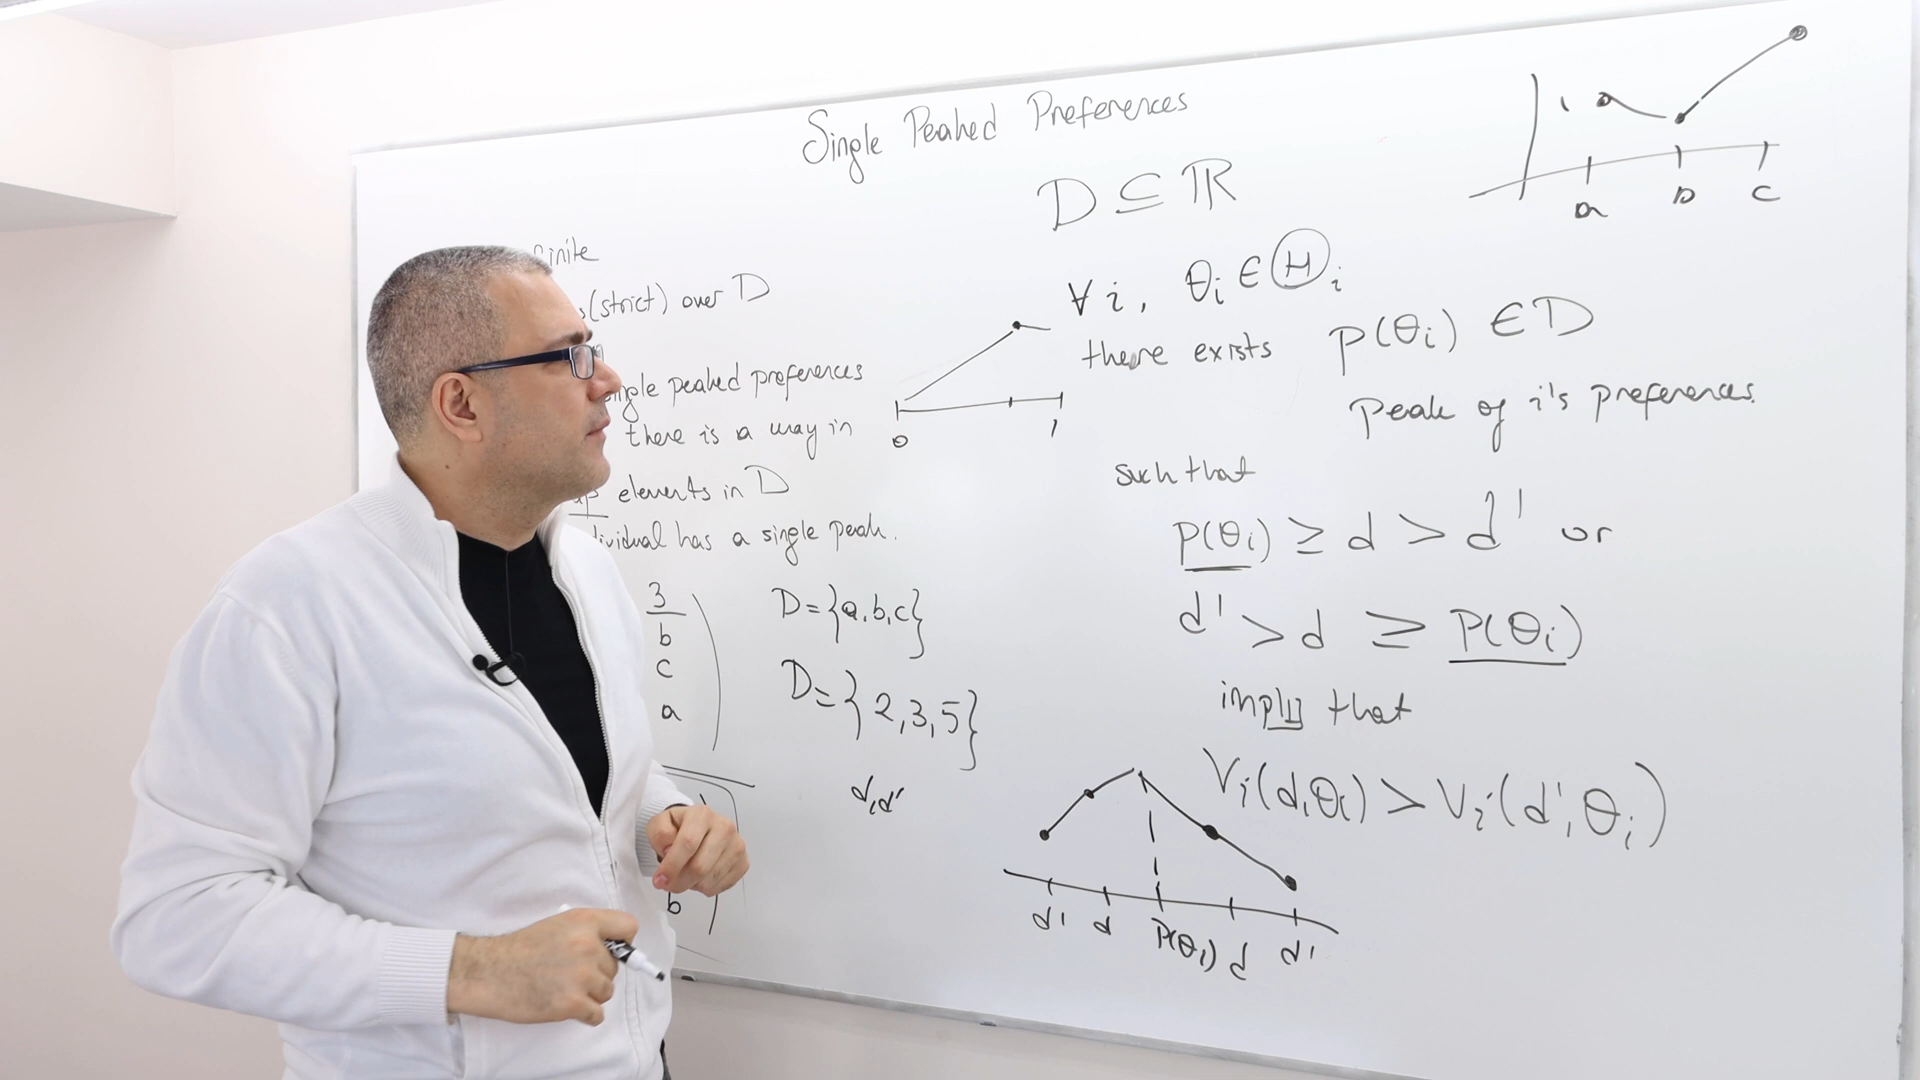 Single Peaked Preferences
D ⊆ ℝ
(strict) over D
single peaked preferences
there is a way in
elements in D
has a single peak.
3
b
c
a
b
D={a,b,c}
D={2,3,5}
d,d'
0
1
∀ i, θi ∈ Ⓗi
there exists p(θi) ∈ D
peak of i's preferences.
such that
p(θi) ≥ d > d' or
d' > d ≥ p(θi)
imply that
Vi(d,θi) > Vi(d',θi)
d' d P(θi) d d'
a b c